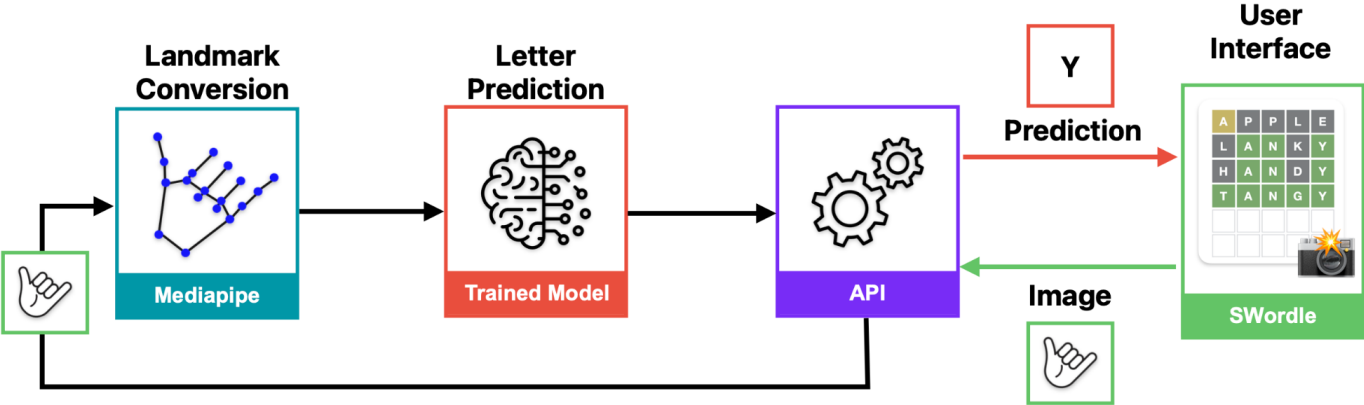 Landmark
Conversion
Mediapipe
Letter
Prediction
Trained Model
API
Y
Prediction
Image
User
Interface
A P P L E
L A N K Y
H A N D Y
T A N G Y
SWordle